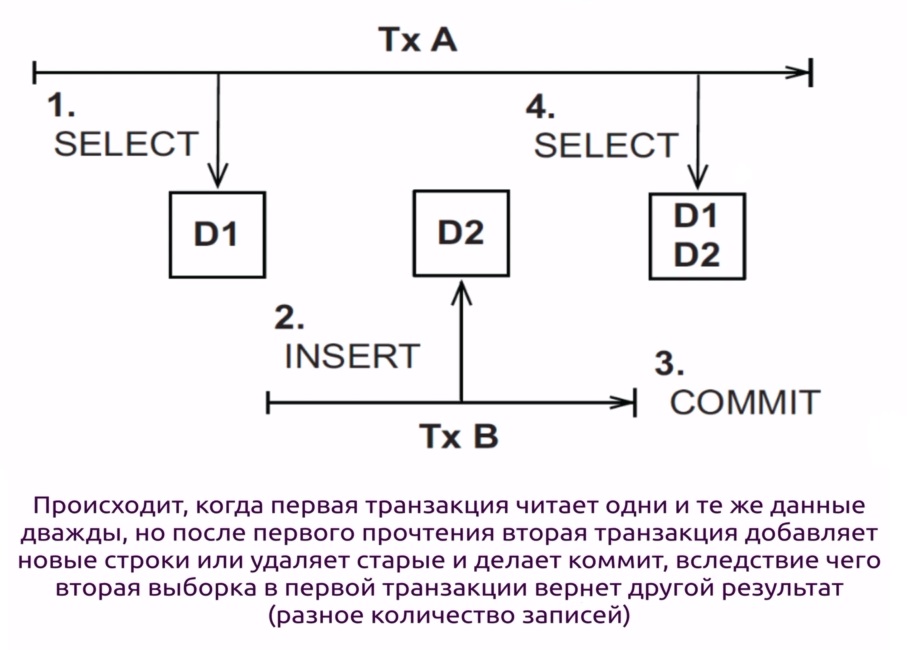 Tx A
1.
SELECT
4.
SELECT
D1
D2
D1
D2
2.
INSERT
3.
COMMIT
Tx B
Происходит, когда первая транзакция читает одни и те же данные
дважды, но после первого прочтения вторая транзакция добавляет
новые строки или удаляет старые и делает коммит, вследствие чего
вторая выборка в первой транзакции вернет другой результат
(разное количество записей)